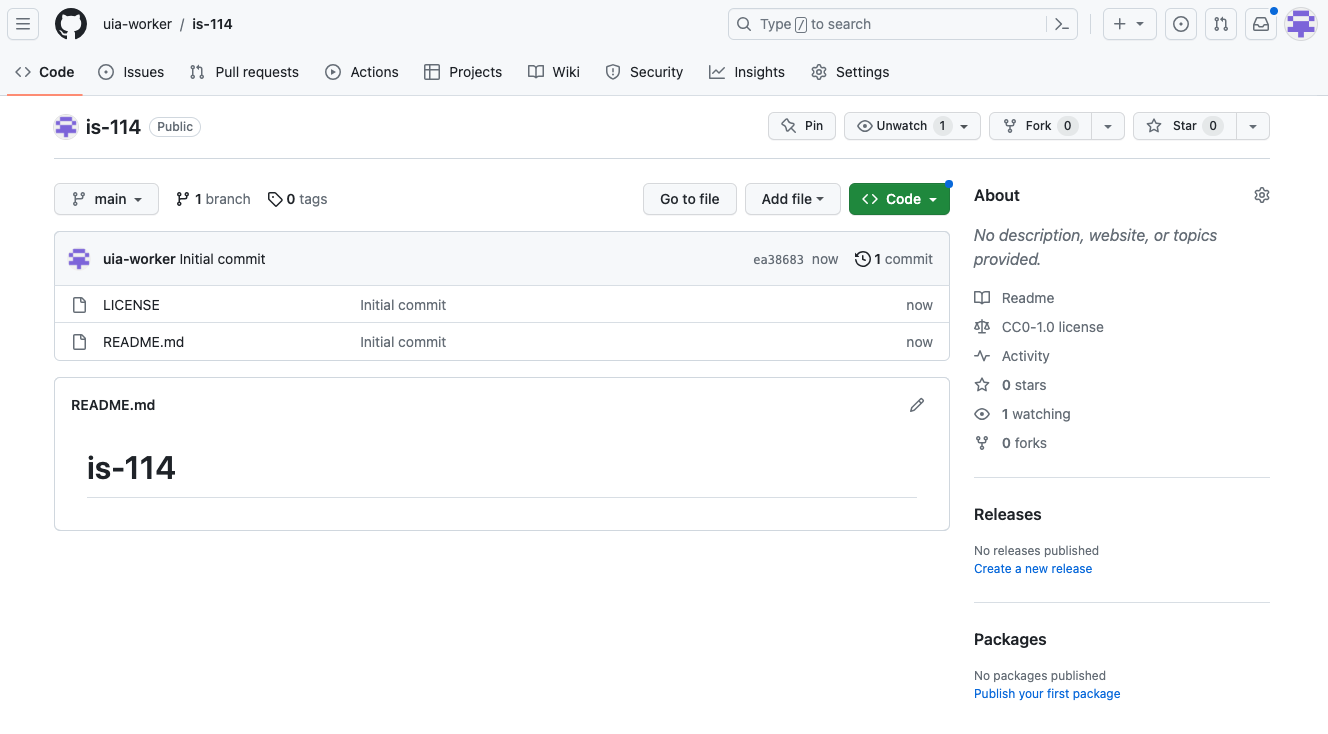 uia-worker / is-114
Type / to search
Code Issues Pull requests Actions Projects Wiki Security Insights Settings
is-114 Public
Pin Unwatch 1 Fork 0 Star 0
main 1 branch 0 tags
Go to file Add file Code
uia-worker Initial commit ea38683 now 1 commit
LICENSE Initial commit now
README.md Initial commit now
README.md
is-114
About
No description, website, or topics
provided.
Readme
CC0-1.0 license
Activity
0 stars
1 watching
0 forks
Releases
No releases published
Create a new release
Packages
No packages published
Publish your first package